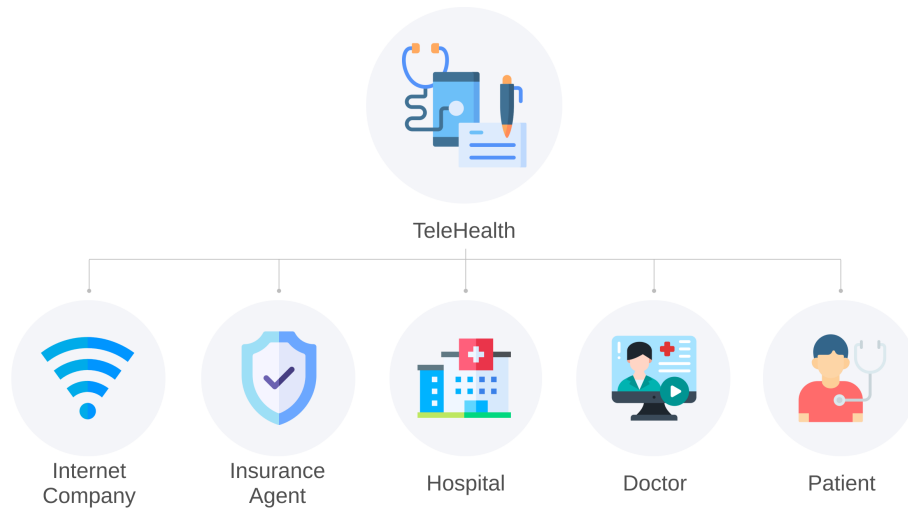 TeleHealth
Internet
Company
Insurance
Agent
Hospital
Doctor
Patient